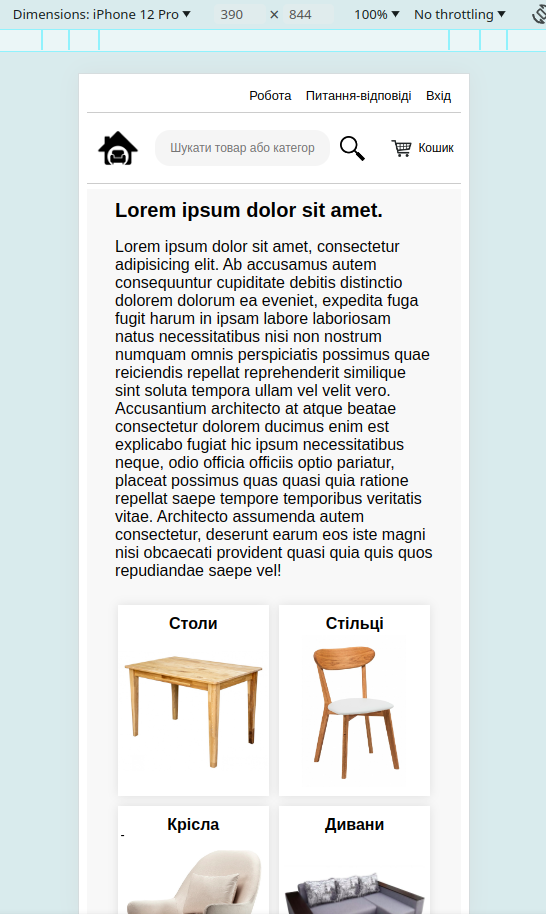 Dimensions: iPhone 12 Pro ▼ 390 × 844 100% ▼ No throttling ▼
Робота Питання-відповіді Вхід
Шукати товар або категор Кошик
Lorem ipsum dolor sit amet.
Lorem ipsum dolor sit amet, consectetur
adipisicing elit. Ab accusamus autem
consequuntur cupiditate debitis distinctio
dolorem dolorum ea eveniet, expedita fuga
fugit harum in ipsam labore laboriosam
natus necessitatibus nisi non nostrum
numquam omnis perspiciatis possimus quae
reiciendis repellat reprehenderit similique
sint soluta tempora ullam vel velit vero.
Accusantium architecto at atque beatae
consectetur dolorem ducimus enim est
explicabo fugiat hic ipsum necessitatibus
neque, odio officia officiis optio pariatur,
placeat possimus quas quasi quia ratione
repellat saepe tempore temporibus veritatis
vitae. Architecto assumenda autem
consectetur, deserunt earum eos iste magni
nisi obcaecati provident quasi quia quis quos
repudiandae saepe vel!
Столи Стільці
Крісла Дивани